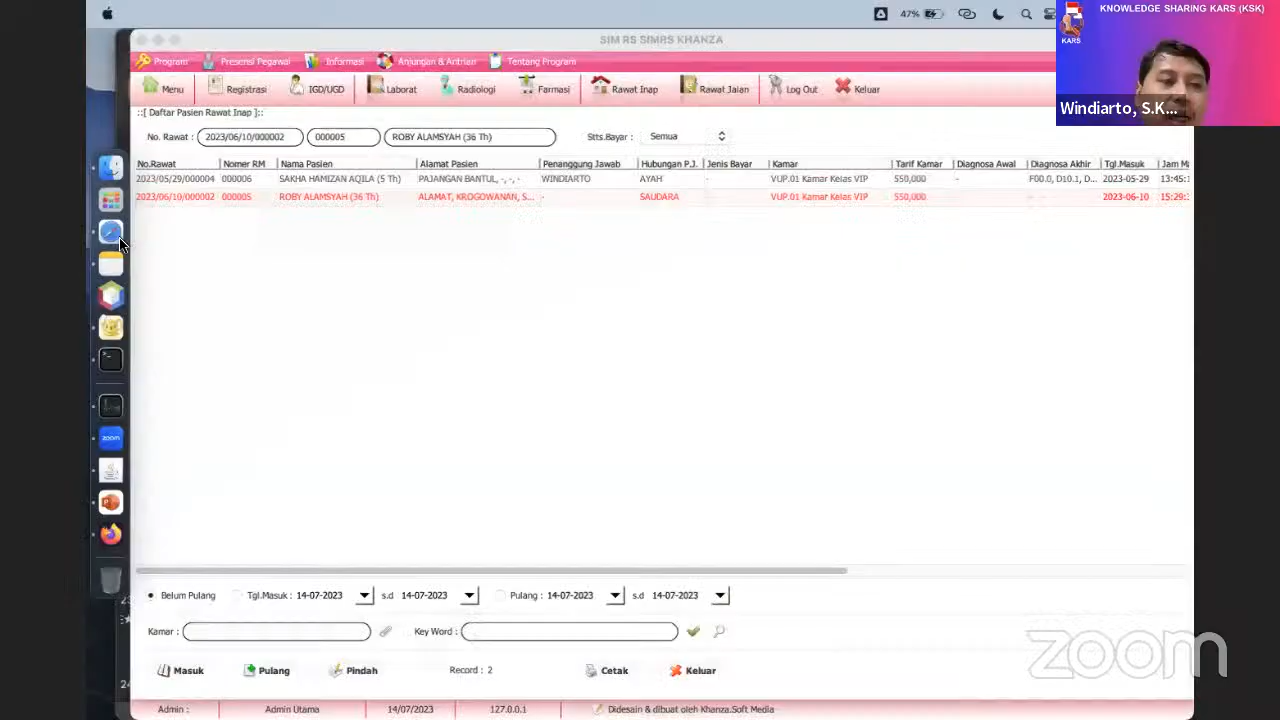 47%
KNOWLEDGE SHARING KARS (KSK)
KARS
Windiarto, S.K...
SIM RS SIMRS KHANZA
Program Presensi Pegawai Informasi Anjungan & Antrian Tentang Program
Menu Registrasi IGD/UGD Laborat Radiologi Farmasi Rawat Inap Rawat Jalan Log Out Keluar
::[ Daftar Pasien Rawat Inap ]::
No. Rawat : 2023/06/10/000002 000005 ROBY ALAMSYAH (36 Th) Stts.Bayar : Semua
No.Rawat Nomer RM Nama Pasien Alamat Pasien Penanggung Jawab Hubungan P.J. Jenis Bayar Kamar Tarif Kamar Diagnosa Awal Diagnosa Akhir Tgl.Masuk Jam M
2023/05/29/000004 000006 SAKHA HAMIZAN AQILA (5 Th) PAJANGAN BANTUL, -, -, - WINDIARTO AYAH - VUP.01 Kamar Kelas VIP 550,000 - F00.0, D10.1, D... 2023-05-29 13:45:1
2023/06/10/000002 000005 ROBY ALAMSYAH (36 Th) ALAMAT, KROGOWANAN, S... - SAUDARA VUP.01 Kamar Kelas VIP 550,000 2023-06-10 15:29:
zoom
Belum Pulang Tgl.Masuk : 14-07-2023 s.d 14-07-2023 Pulang : 14-07-2023 s.d 14-07-2023
Kamar : Key Word :
Masuk Pulang Pindah Record : 2 Cetak Keluar
zoom
Admin : Admin Utama 14/07/2023 127.0.0.1 Didesain & dibuat oleh Khanza.Soft Media